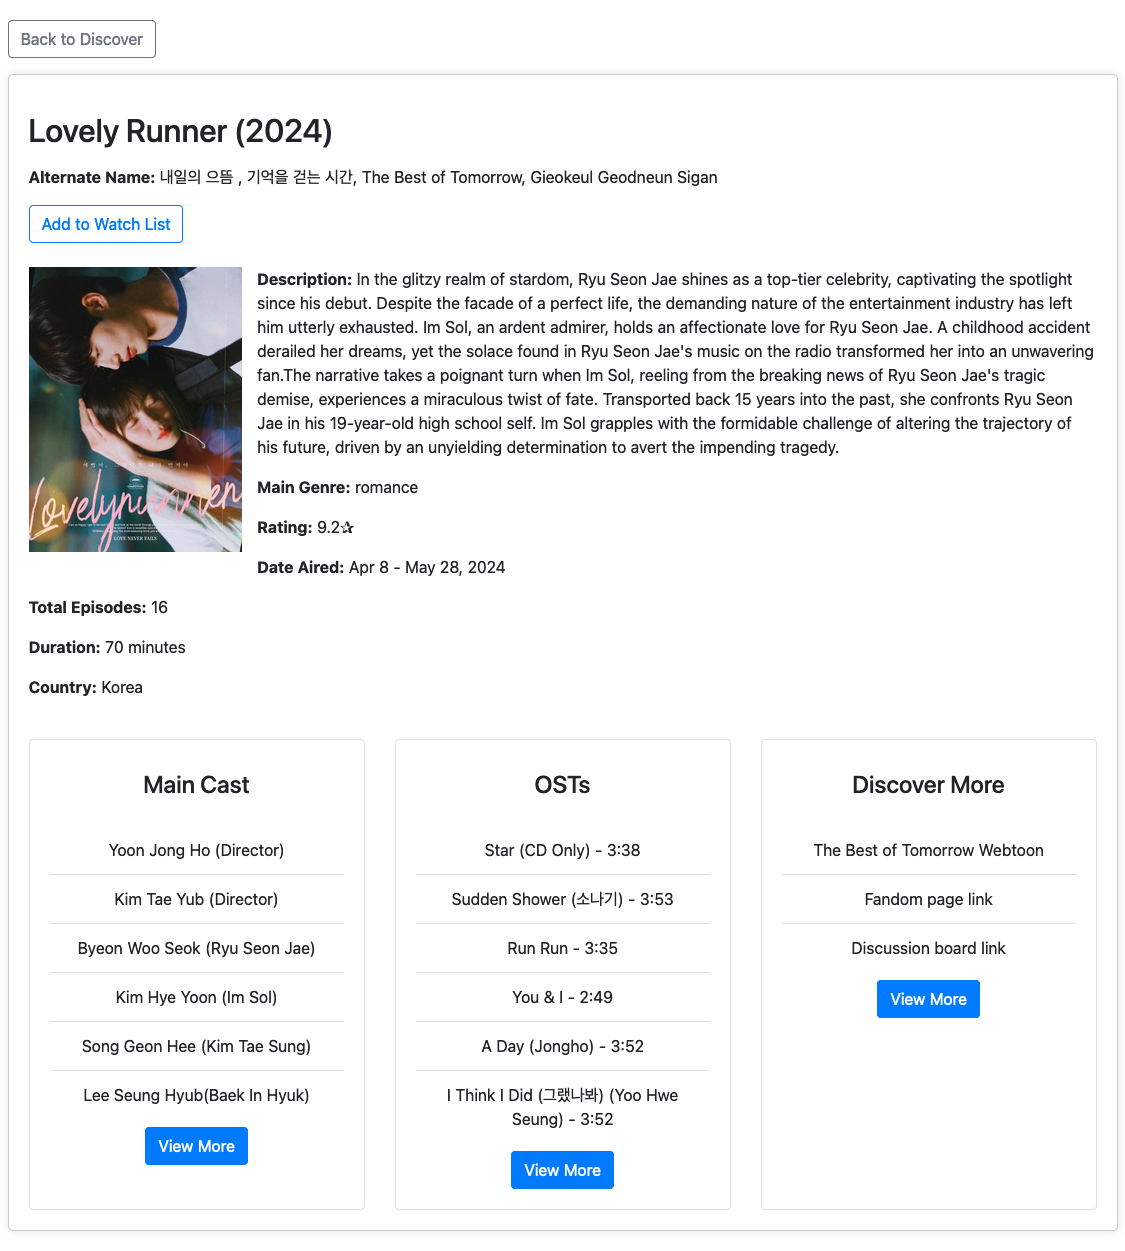 Back to Discover
Lovely Runner (2024)
Alternate Name: 내일의 으뜸 , 기억을 걷는 시간, The Best of Tomorrow, Gieokeul Geodneun Sigan
Add to Watch List
Description: In the glitzy realm of stardom, Ryu Seon Jae shines as a top-tier celebrity, captivating the spotlight
since his debut. Despite the facade of a perfect life, the demanding nature of the entertainment industry has left
him utterly exhausted. Im Sol, an ardent admirer, holds an affectionate love for Ryu Seon Jae. A childhood accident
derailed her dreams, yet the solace found in Ryu Seon Jae's music on the radio transformed her into an unwavering
fan.The narrative takes a poignant turn when Im Sol, reeling from the breaking news of Ryu Seon Jae's tragic
demise, experiences a miraculous twist of fate. Transported back 15 years into the past, she confronts Ryu Seon
Jae in his 19-year-old high school self. Im Sol grapples with the formidable challenge of altering the trajectory of
his future, driven by an unyielding determination to avert the impending tragedy.
Lovelyrunner
LOVE NEVER FAILS
Main Genre: romance
Rating: 9.2✰
Date Aired: Apr 8 - May 28, 2024
Total Episodes: 16
Duration: 70 minutes
Country: Korea
Main Cast
Yoon Jong Ho (Director)
Kim Tae Yub (Director)
Byeon Woo Seok (Ryu Seon Jae)
Kim Hye Yoon (Im Sol)
Song Geon Hee (Kim Tae Sung)
Lee Seung Hyub(Baek In Hyuk)
View More
OSTs
Star (CD Only) - 3:38
Sudden Shower (소나기) - 3:53
Run Run - 3:35
You & I - 2:49
A Day (Jongho) - 3:52
I Think I Did (그랬나봐) (Yoo Hwe
Seung) - 3:52
View More
Discover More
The Best of Tomorrow Webtoon
Fandom page link
Discussion board link
View More